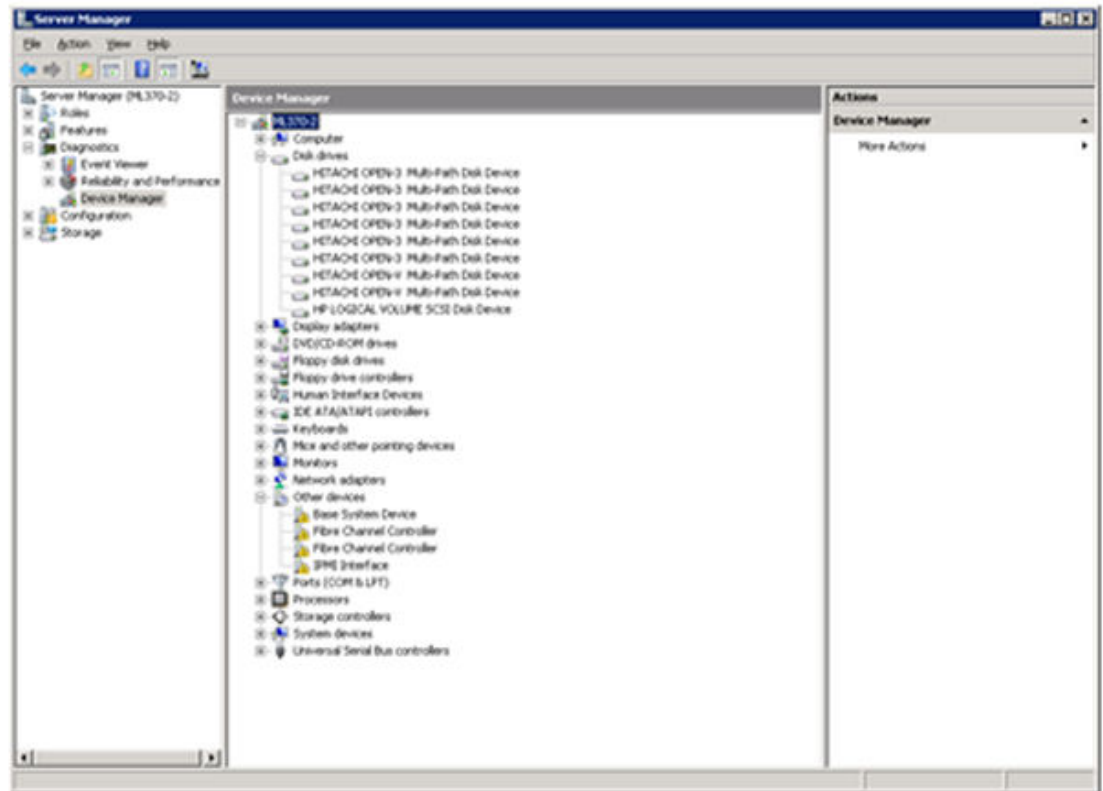 Server Manager
File Action View Help
Server Manager (ML370-2)
Roles
Features
Diagnostics
Event Viewer
Reliability and Performance
Device Manager
Configuration
Storage
Device Manager
ML370-2
Computer
Disk drives
HITACHI OPEN-3 Multi-Path Disk Device
HITACHI OPEN-3 Multi-Path Disk Device
HITACHI OPEN-3 Multi-Path Disk Device
HITACHI OPEN-3 Multi-Path Disk Device
HITACHI OPEN-3 Multi-Path Disk Device
HITACHI OPEN-3 Multi-Path Disk Device
HITACHI OPEN-V Multi-Path Disk Device
HITACHI OPEN-V Multi-Path Disk Device
HP LOGICAL VOLUME SCSI Disk Device
Display adapters
DVD/CD-ROM drives
Floppy disk drives
Floppy drive controllers
Human Interface Devices
IDE ATA/ATAPI controllers
Keyboards
Mice and other pointing devices
Monitors
Network adapters
Other devices
Base System Device
Fibre Channel Controller
Fibre Channel Controller
IPMI Interface
Ports (COM & LPT)
Processors
Storage controllers
System devices
Universal Serial Bus controllers
Actions
Device Manager
More Actions